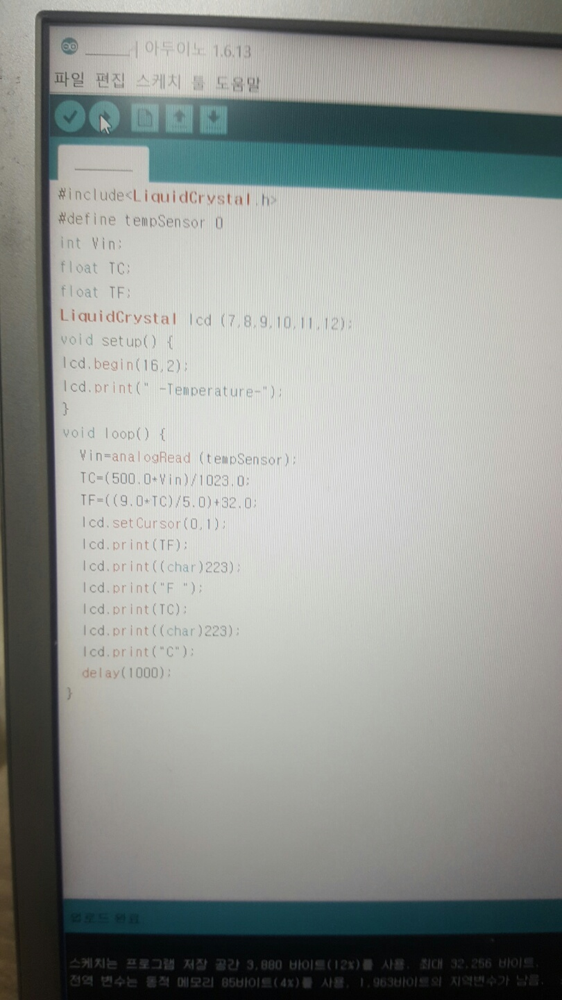 _______ | 아두이노 1.6.13
파일 편집 스케치 툴 도움말
_______
#include<LiquidCrystal.h>
#define tempSensor 0
int Vin;
float TC;
float TF;
LiquidCrystal lcd (7,8,9,10,11,12);
void setup() {
lcd.begin(16,2);
lcd.print(" -Temperature-");
}
void loop() {
Vin=analogRead (tempSensor);
TC=(500.0*Vin)/1023.0;
TF=((9.0*TC)/5.0)+32.0;
lcd.setCursor(0,1);
lcd.print(TF);
lcd.print((char)223);
lcd.print("F ");
lcd.print(TC);
lcd.print((char)223);
lcd.print("C");
delay(1000);
}
업로드 완료
스케치는 프로그램 저장 공간 3,880 바이트(12%)를 사용. 최대 32,256 바이트.
전역 변수는 동적 메모리 85바이트(4%)를 사용, 1,963바이트의 지역변수가 남음.